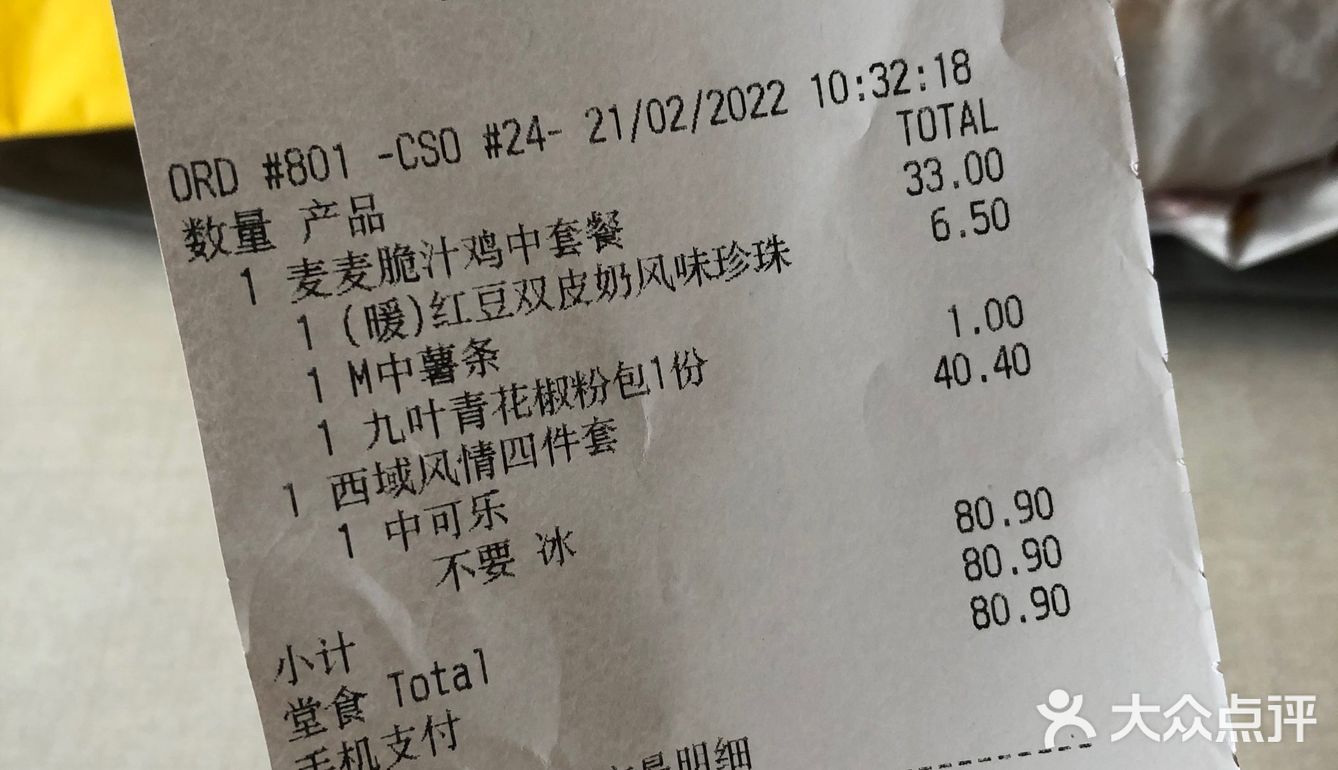 ORD #801 -CSO #24- 21/02/2022 10:32:18
数量 产品 TOTAL
1 麦麦脆汁鸡中套餐 33.00
1 (暖)红豆双皮奶风味珍珠 6.50
1 M中薯条
1 九叶青花椒粉包1份 1.00
1 西域风情四件套 40.40
1 中可乐
不要 冰
小计 80.90
堂食 Total 80.90
手机支付 80.90
明细
大众点评